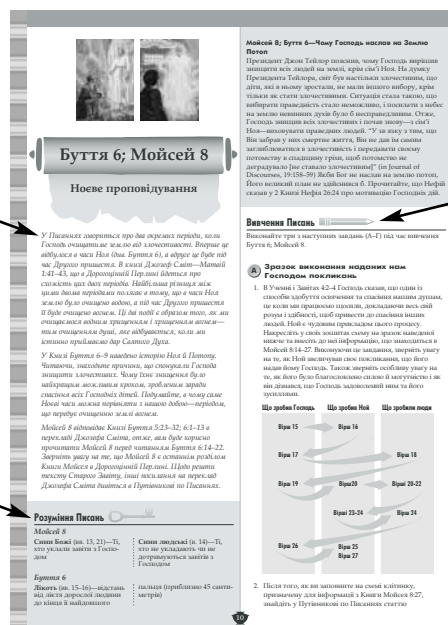 Буття 6; Мойсей 8
Ноєве проповідування
У Писаннях говориться про два окремих періоди, коли
Господь очищатиме землю від злочестивості. Вперше це
відбулося в часи Ноя (див. Буття 6), а вдруге це буде під
час Другого пришестя. В книзі Джозеф Сміт—Матвій
1:41–43, що в Дорогоцінній Перлині йдеться про
схожість цих двох періодів. Найбільша різниця між
цими двома періодами полягає в тому, що в часи Ноя
землю було очищено водою, а під час Другого пришестя
її буде очищено вогнем. Ці дві події є образом того, як ми
очищаємося водним хрищенням і хрищенням вогнем—
тим очищенням душі, яке відбувається, коли ми
істинно приймаємо дар Святого Духа.
У Книзі Буття 6–9 наведено історію Ноя й Потопу.
Читаючи, знаходьте причини, що спонукали Господа
знищити злочестивих. Чому їхнє знищення було
найкращим можливим кроком, зробленим заради
спасіння всіх Господніх дітей. Подумайте, в чому саме
Ноєві часи можна порівняти з нашою добою—періодом,
що передує очищенню землі вогнем.
Мойсей 8 відповідає Книзі Буття 5:23–32; 6:1–13 в
перекладі Джозефа Сміта, отже, вам буде корисно
прочитати Мойсей 8 перед читанням Буття 6:14–22.
Зверніть увагу на те, що Мойсей 8 є останнім розділом
Книги Мойсея в Дорогоцінній Перлині. Щодо решти
тексту Старого Завіту, інші посилання на переклад
Джозефа Сміта дивіться в Путівникові по Писаннях.
Розуміння Писань
Мойсей 8
Сини Божі (вв. 13, 21)—Ті,
хто уклали завіти з Госпо-
дом
Сини людські (в. 14)—Ті,
хто не укладають чи не
дотримуються завітів з
Господом
Буття 6
Лікоть (вв. 15–16)—відстань
від ліктя дорослої людини
до кінця її найдовшого
пальця (приблизно 45 санти-
метрів)
Мойсей 8; Буття 6—Чому Господь наслав на Землю
Потоп
Президент Джон Тейлор пояснив, чому Господь вирішив
знищити всіх людей на землі, крім сім'ї Ноя. На думку
Президента Тейлора, світ був настільки злочестивим, що
діти, які в ньому зростали, не мали іншого вибору, крім
тільки як стати злочестивими. Ситуація стала такою, що
вибирати праведність стало неможливо, і посилати з небес
на землю невинних духів було б несправедливо. Отже,
Господь знищив всіх злочестивих і почав знову—з сім'ї
Ноя—виховувати праведних людей. “У зв язку з тим, що
Він забрав у них смертне життя, Він не дав їм самим
заглиблюватися в злочестивість і передавати своєму
потомству в спадщину гріхи, щоб потомство не
деградувало [не ставало злочестивим]” (in Journal of
Discourses, 19:158–59) Якби Бог не наслав на землю потоп,
Його великий план не здійснився б. Прочитайте, що Нефій
сказав у 2 Книзі Нефія 26:24 про мотивацію Господніх дій.
Вивчення Писань
Виконайте три з наступних завдань (А–Г) під час вивчення
Буття 6; Мойсей 8.
А Зразок виконання наданих нам
Господом покликань
1. В Ученні і Завітах 4:2–4 Господь сказав, що один із
способів здобуття освячення та спасіння нашим душам,
це коли ми працюємо щосили, докладаючи весь свій
розум і здібності, щоб привести до спасіння інших
людей. Ной є чудовим прикладом цього процесу.
Накресліть у своїх зошитах схему на зразок наведеної
нижче та внесіть до неї інформацію, що знаходиться в
Мойсей 8:14–27. Виконуючи це завдання, зверніть увагу
на те, як Ной звеличував своє покликання, що його
надав йому Господь. Також зверніть особливу увагу на
те, як його було благословлено силою й могутністю і як
він дізнався, що Господь задоволений ним та його
зусиллями.
Що зробив Господь Що зробив Ной Що зробили люди
Вірш 15 Вірш 16
Вірш 17 Вірш 18
Вірш 19 Вірш20 Вірші 20–22
Вірші 23–24 Вірш 24
Вірш 26 Вірш 25
Вірш 27
2. Після того, як ви заповните на схемі клітинку,
призначену для інформації з Книги Мойсея 8:27,
знайдіть у Путівникові по Писаннях статтю
10